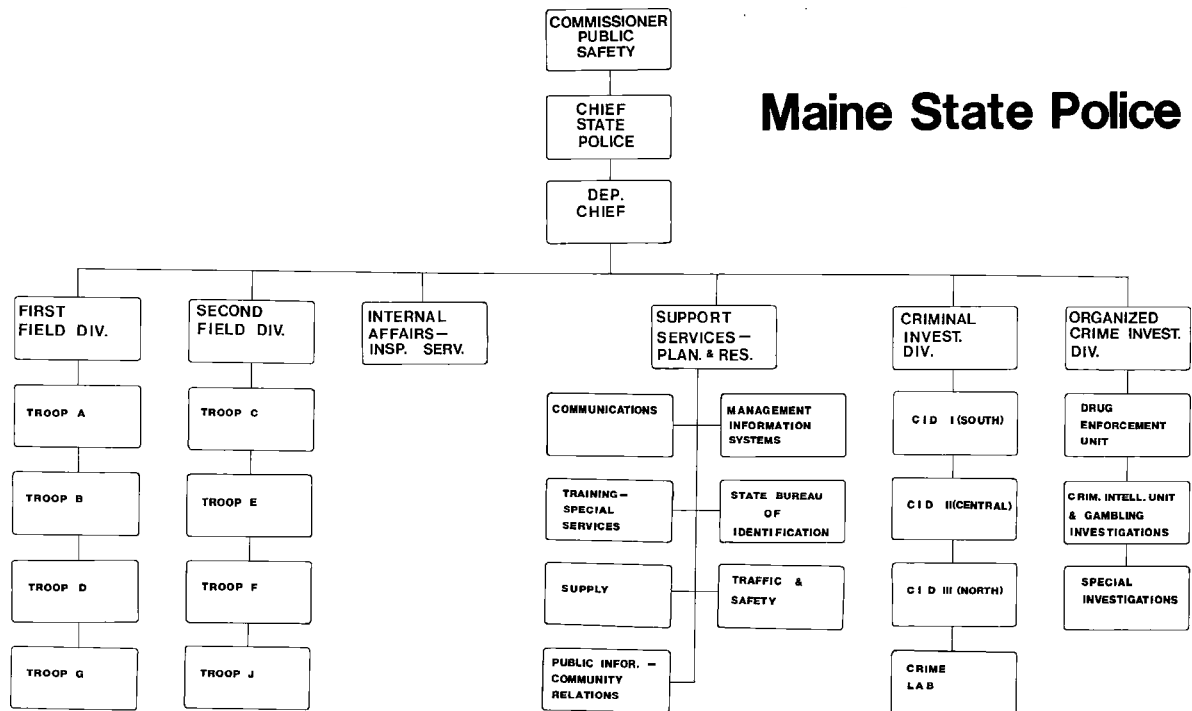 COMMISSIONER
PUBLIC
SAFETY
Maine State Police
CHIEF
STATE
POLICE
DEP.
CHIEF
FIRST
FIELD DIV.
SECOND
FIELD DIV.
INTERNAL
AFFAIRS—
INSP. SERV.
SUPPORT
SERVICES—
PLAN. & RES.
CRIMINAL
INVEST.
DIV.
ORGANIZED
CRIME INVEST.
DIV.
TROOP A
TROOP B
TROOP D
TROOP G
TROOP C
TROOP E
TROOP F
TROOP J
COMMUNICATIONS
MANAGEMENT
INFORMATION
SYSTEMS
TRAINING—
SPECIAL
SERVICES
STATE BUREAU
OF
IDENTIFICATION
SUPPLY
TRAFFIC &
SAFETY
PUBLIC INFOR. —
COMMUNITY
RELATIONS
CID I (SOUTH)
CID II (CENTRAL)
CID III (NORTH)
CRIME
LAB
DRUG
ENFORCEMENT
UNIT
CRIM. INTELL. UNIT
& GAMBLING
INVESTIGATIONS
SPECIAL
INVESTIGATIONS